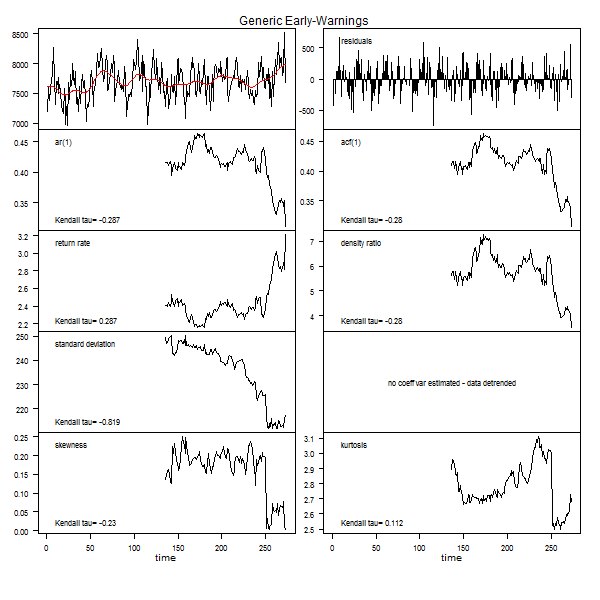 Generic Early-Warnings
8500
8000
7500
7000
residuals
500
0
-500
ar(1)
0.45
0.40
0.35
Kendall tau= -0.287
acf(1)
0.45
0.40
0.35
Kendall tau= -0.28
return rate
3.2
3.0
2.8
2.6
2.4
2.2
Kendall tau= 0.287
density ratio
7
6
5
4
Kendall tau= -0.28
standard deviation
250
240
230
220
Kendall tau= -0.819
no coeff var estimated - data detrended
skewness
0.25
0.20
0.15
0.10
0.05
0.00
Kendall tau= -0.23
kurtosis
3.1
3.0
2.9
2.8
2.7
2.6
2.5
Kendall tau= 0.112
0 50 100 150 200 250
time
0 50 100 150 200 250
time